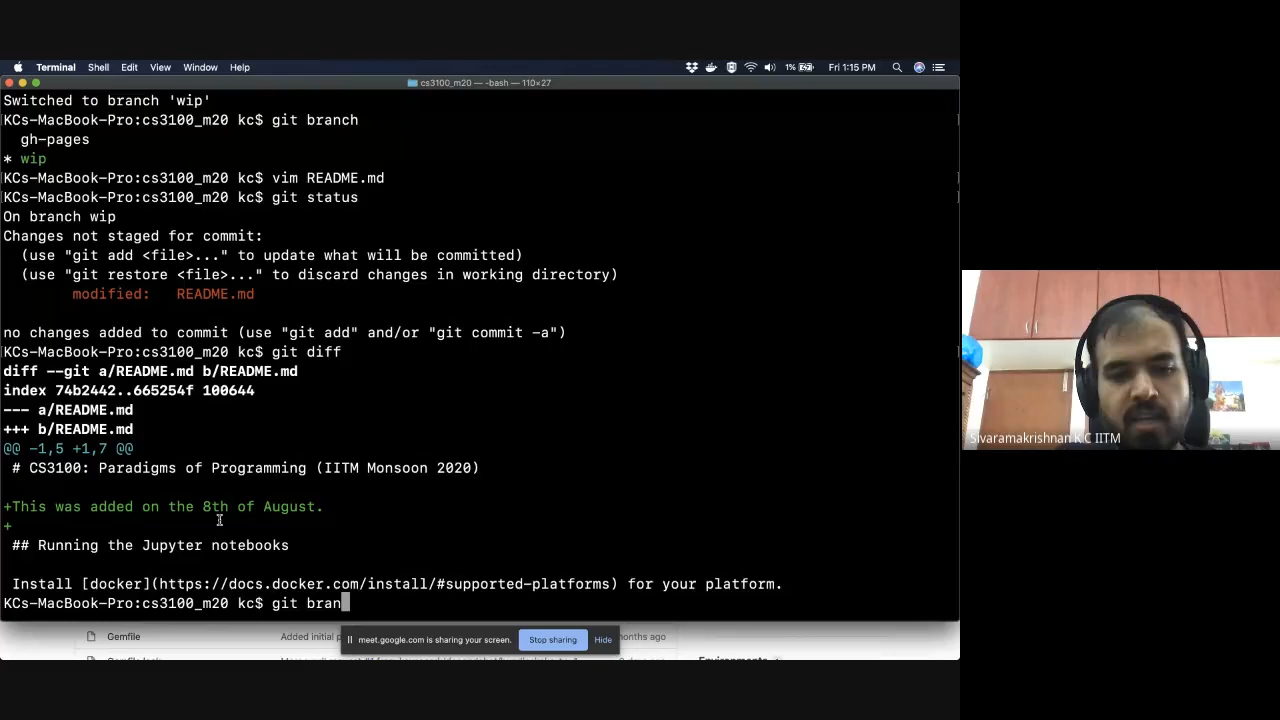 Terminal Shell Edit View Window Help 1% Fri 1:15 PM
cs3100_m20 — -bash — 110×27
Switched to branch 'wip'
KCs-MacBook-Pro:cs3100_m20 kc$ git branch
gh-pages
* wip
KCs-MacBook-Pro:cs3100_m20 kc$ vim README.md
KCs-MacBook-Pro:cs3100_m20 kc$ git status
On branch wip
Changes not staged for commit:
(use "git add <file>..." to update what will be committed)
(use "git restore <file>..." to discard changes in working directory)
modified: README.md
no changes added to commit (use "git add" and/or "git commit -a")
KCs-MacBook-Pro:cs3100_m20 kc$ git diff
diff --git a/README.md b/README.md
index 74b2442..665254f 100644
--- a/README.md
+++ b/README.md
@@ -1,5 +1,7 @@
# CS3100: Paradigms of Programming (IITM Monsoon 2020)
+This was added on the 8th of August.
+
## Running the Jupyter notebooks
Install [docker](https://docs.docker.com/install/#supported-platforms) for your platform.
KCs-MacBook-Pro:cs3100_m20 kc$ git bran
Gemfile Added initial months ago
meet.google.com is sharing your screen. Stop sharing Hide
Sivaramakrishnan K C IITM